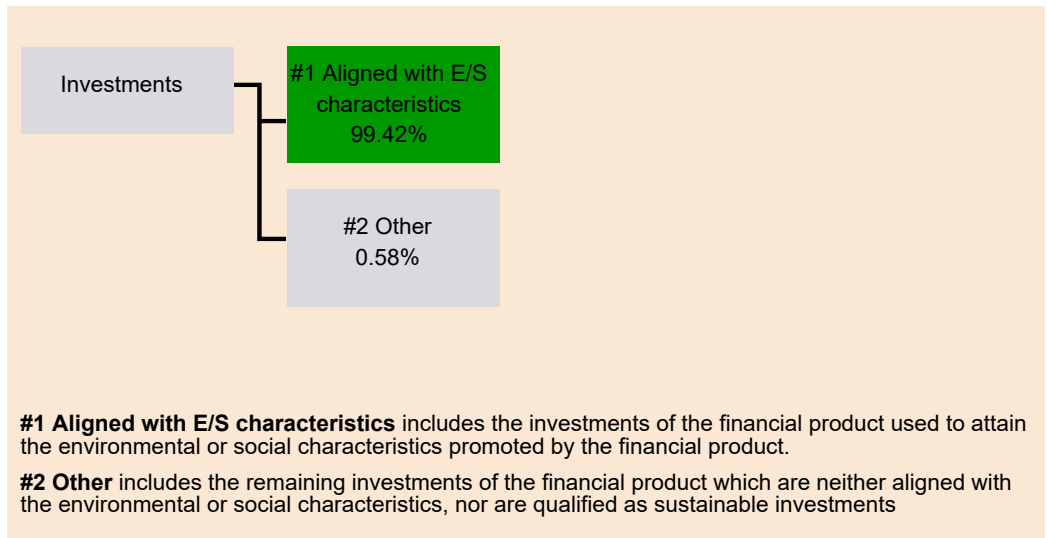 Investments
#1 Aligned with E/S
characteristics
99.42%
#2 Other
0.58%
#1 Aligned with E/S characteristics includes the investments of the financial product used to attain
the environmental or social characteristics promoted by the financial product.
#2 Other includes the remaining investments of the financial product which are neither aligned with
the environmental or social characteristics, nor are qualified as sustainable investments